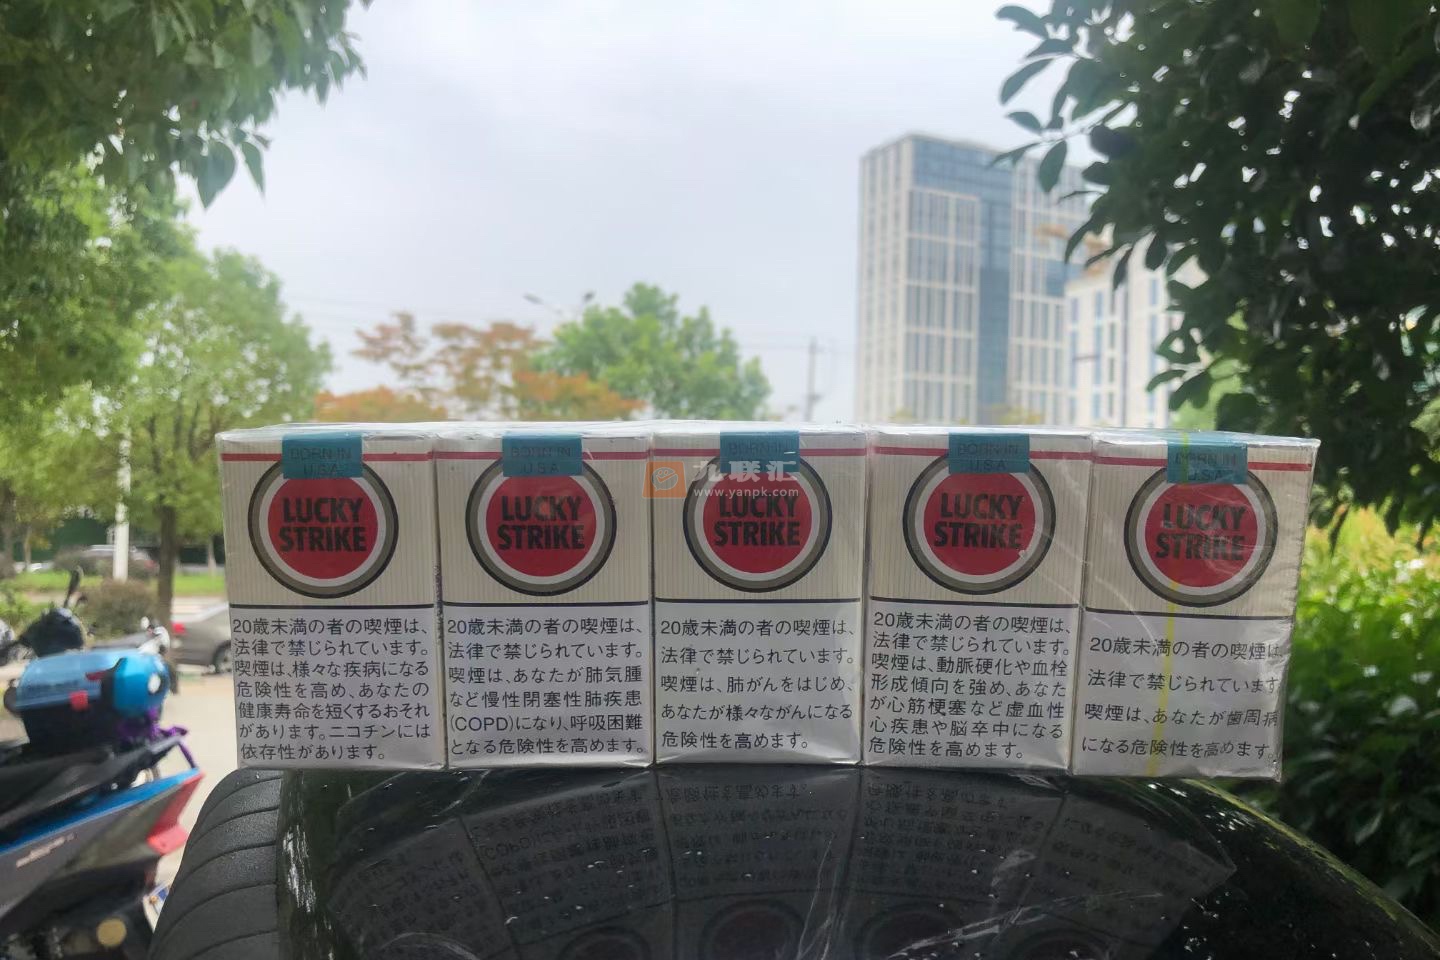 BORN IN
U.S.A
LUCKY
STRIKE
20歳未満の者の喫煙は、
法律で禁じられています。
喫煙は、様々な疾病になる
危険性を高め、あなたの
健康寿命を短くするおそれ
があります。ニコチンには
依存性があります。
BORN IN
U.S.A
LUCKY
STRIKE
20歳未満の者の喫煙は、
法律で禁じられています。
喫煙は、あなたが肺気腫
など慢性閉塞性肺疾患
(COPD)になり、呼吸困難
となる危険性を高めます。
BORN IN
九联汇
www.yanpk.com
LUCKY
STRIKE
20歳未満の者の喫煙は、
法律で禁じられています。
喫煙は、肺がんをはじめ、
あなたが様々ながんになる
危険性を高めます。
BORN IN
U.S.A
LUCKY
STRIKE
20歳未満の者の喫煙は、
法律で禁じられています。
喫煙は、動脈硬化や血栓
形成傾向を強め、あなた
が心筋梗塞など虚血性
心疾患や脳卒中になる
危険性を高めます。
BORN IN
U.S.A
LUCKY
STRIKE
20歳未満の者の喫煙は、
法律で禁じられています
喫煙は、あなたが歯周病
になる危険性を高めます。